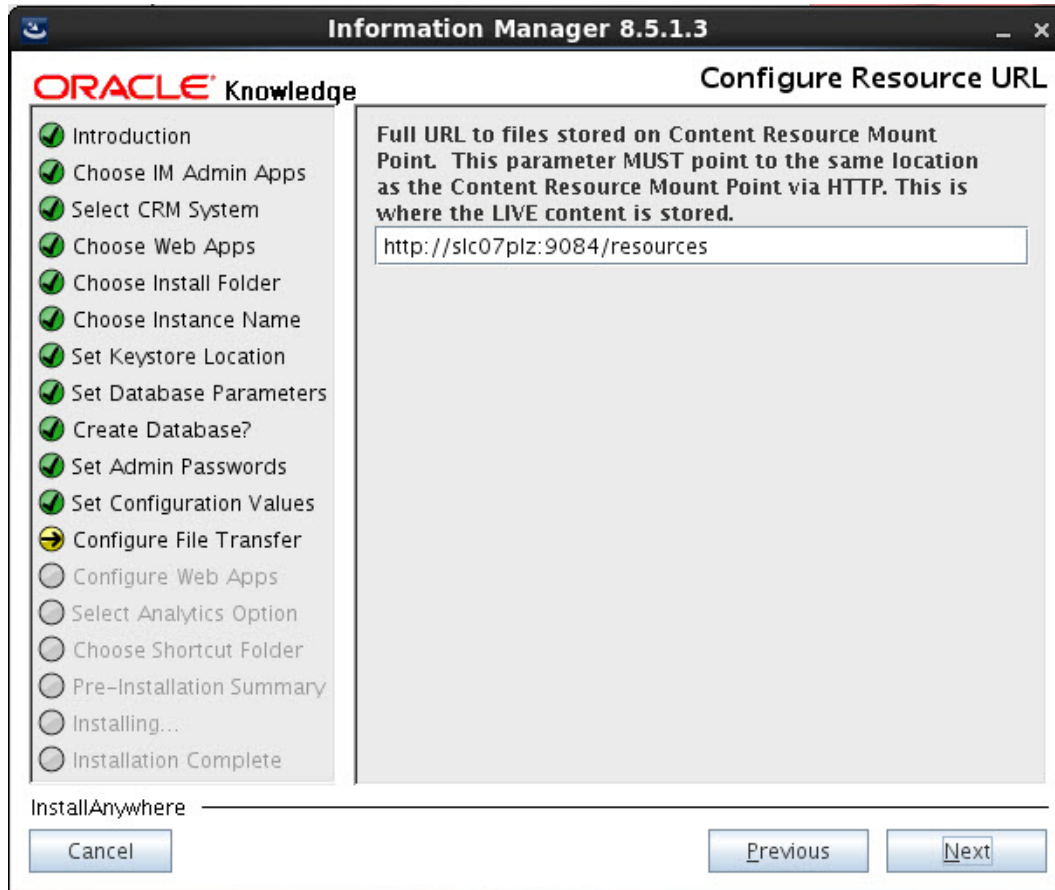 Information Manager 8.5.1.3
ORACLE Knowledge
Configure Resource URL
Introduction
Choose IM Admin Apps
Select CRM System
Choose Web Apps
Choose Install Folder
Choose Instance Name
Set Keystore Location
Set Database Parameters
Create Database?
Set Admin Passwords
Set Configuration Values
Configure File Transfer
Configure Web Apps
Select Analytics Option
Choose Shortcut Folder
Pre-Installation Summary
Installing...
Installation Complete
Full URL to files stored on Content Resource Mount
Point. This parameter MUST point to the same location
as the Content Resource Mount Point via HTTP. This is
where the LIVE content is stored.
http://slc07plz:9084/resources
InstallAnywhere
Cancel
Previous
Next